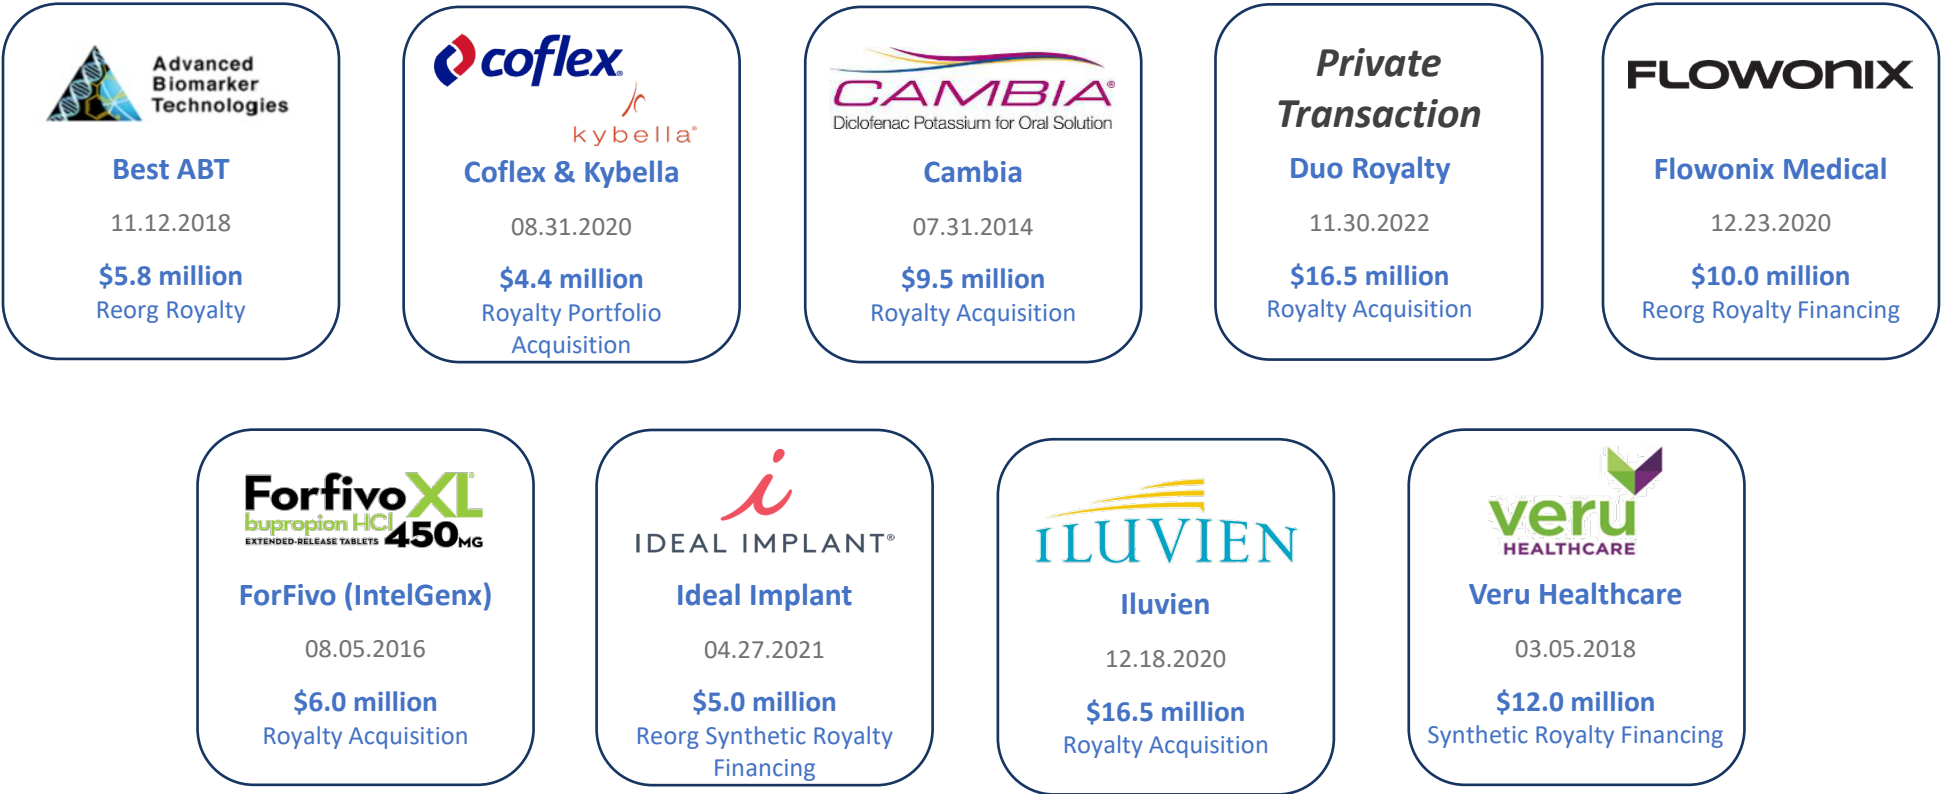 Advanced
Biomarker
Technologies
Best ABT
11.12.2018
$5.8 million
Reorg Royalty
coflex®
kybella®
Coflex & Kybella
08.31.2020
$4.4 million
Royalty Portfolio
Acquisition
CAMBIA®
Diclofenac Potassium for Oral Solution
Cambia
07.31.2014
$9.5 million
Royalty Acquisition
Private
Transaction
Duo Royalty
11.30.2022
$16.5 million
Royalty Acquisition
FLOWONIX
Flowonix Medical
12.23.2020
$10.0 million
Reorg Royalty Financing
Forfivo XL®
bupropion HCl
EXTENDED-RELEASE TABLETS 450MG
ForFivo (IntelGenx)
08.05.2016
$6.0 million
Royalty Acquisition
i
IDEAL IMPLANT®
Ideal Implant
04.27.2021
$5.0 million
Reorg Synthetic Royalty
Financing
ILUVIEN
Iluvien
12.18.2020
$16.5 million
Royalty Acquisition
veru
HEALTHCARE
Veru Healthcare
03.05.2018
$12.0 million
Synthetic Royalty Financing